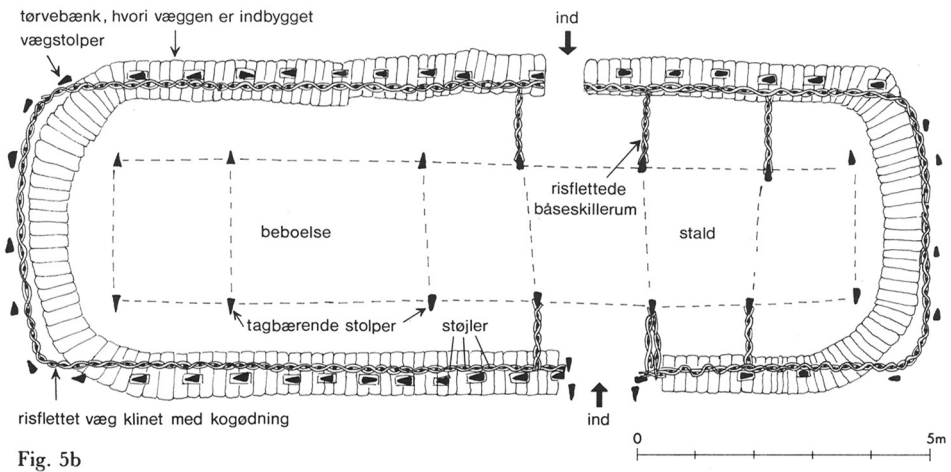 tørvebænk, hvori væggen er indbygget
vægstolper
ind
risflettede
båseskillerum
beboelse
stald
tagbærende stolper
støjler
risflettet væg klinet med kogødning
ind
0
5m
Fig. 5b